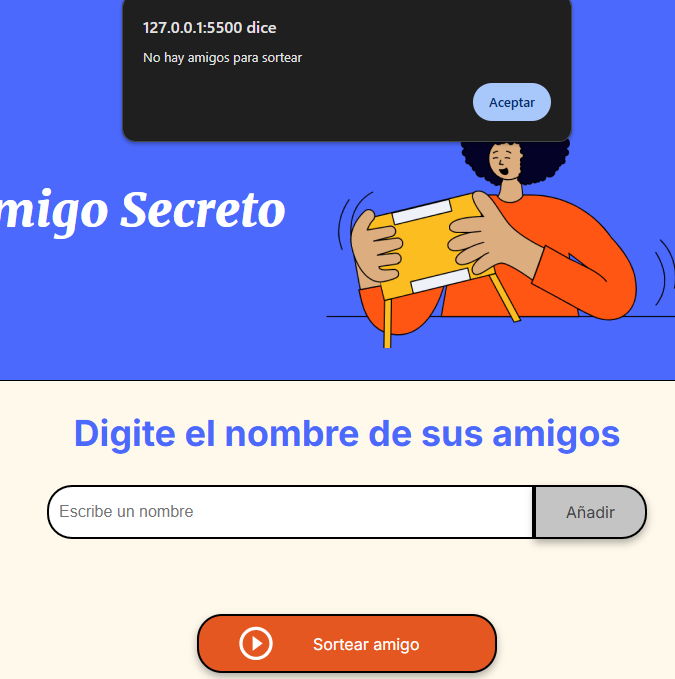 127.0.0.1:5500 dice
No hay amigos para sortear
Aceptar
migo Secreto
Digite el nombre de sus amigos
Escribe un nombre
Añadir
Sortear amigo